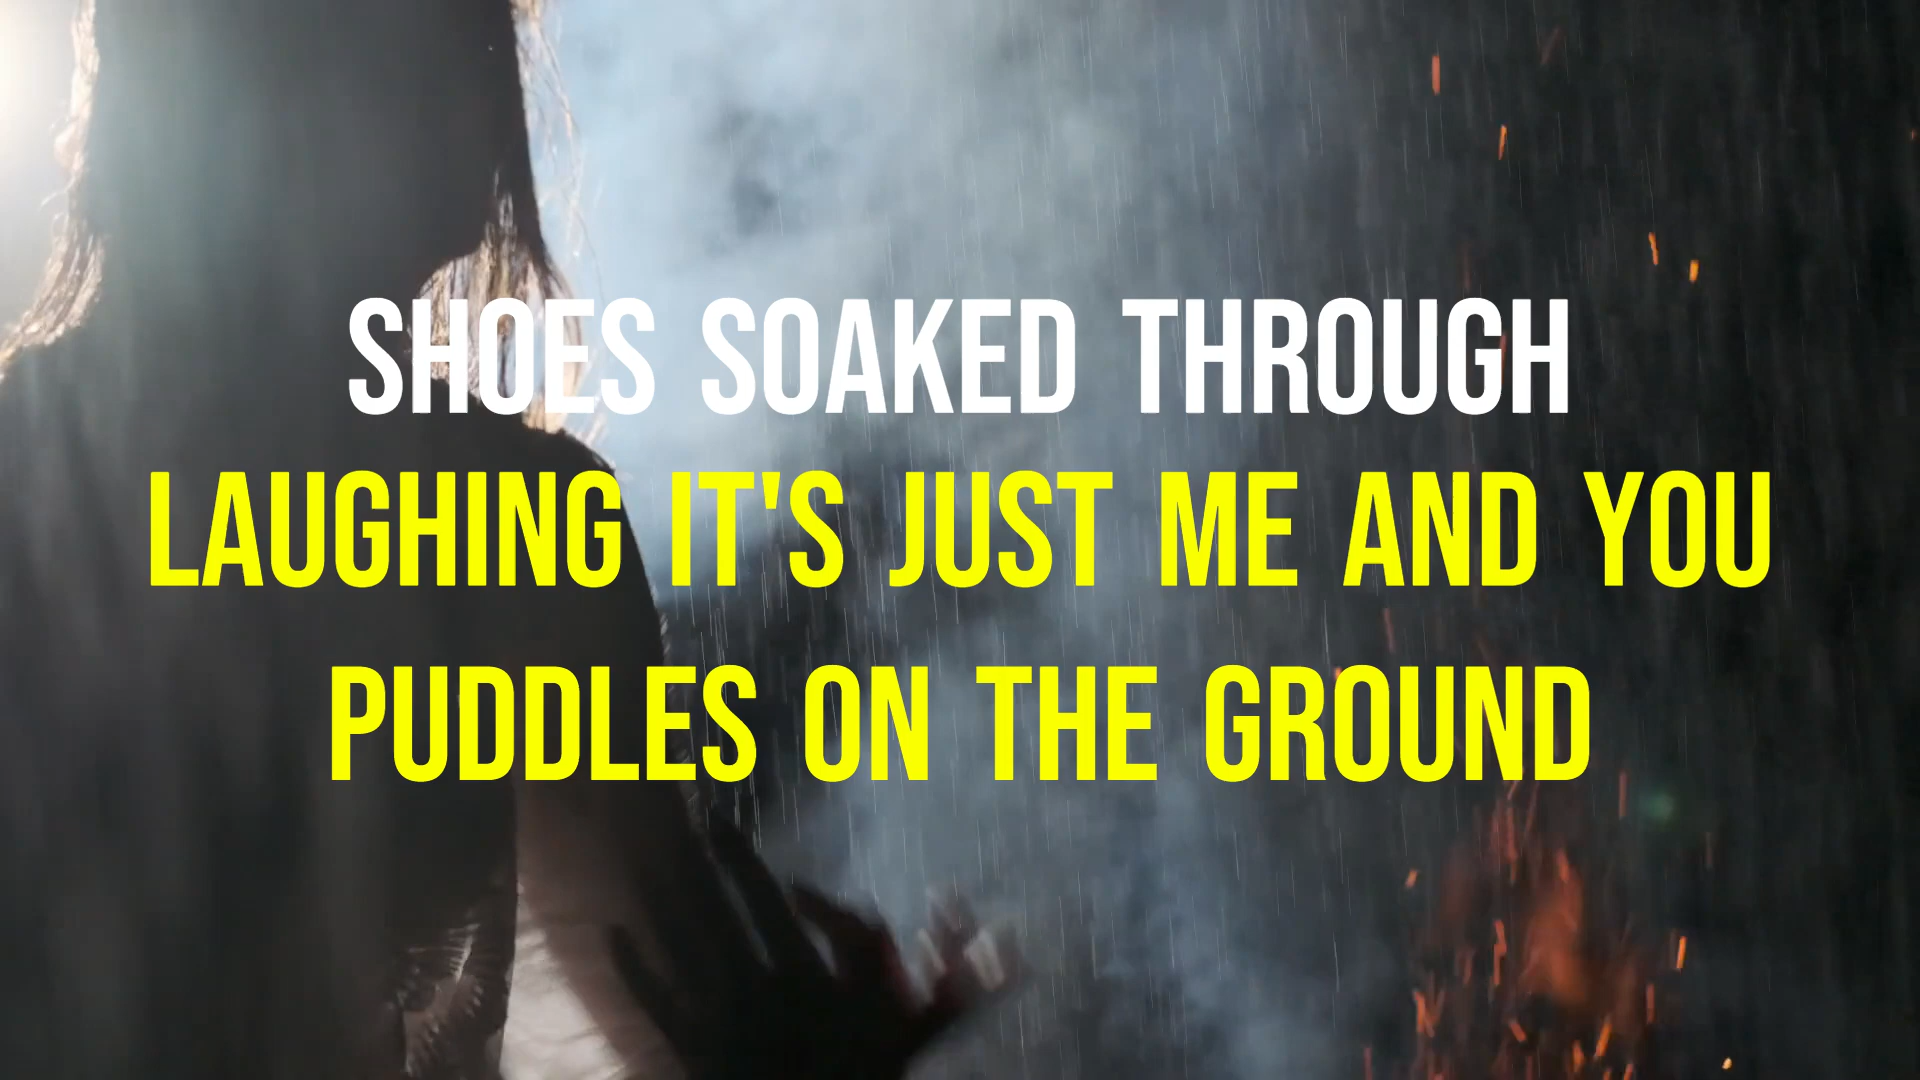 SHOES SOAKED THROUGH
LAUGHING IT'S JUST ME AND YOU
PUDDLES ON THE GROUND